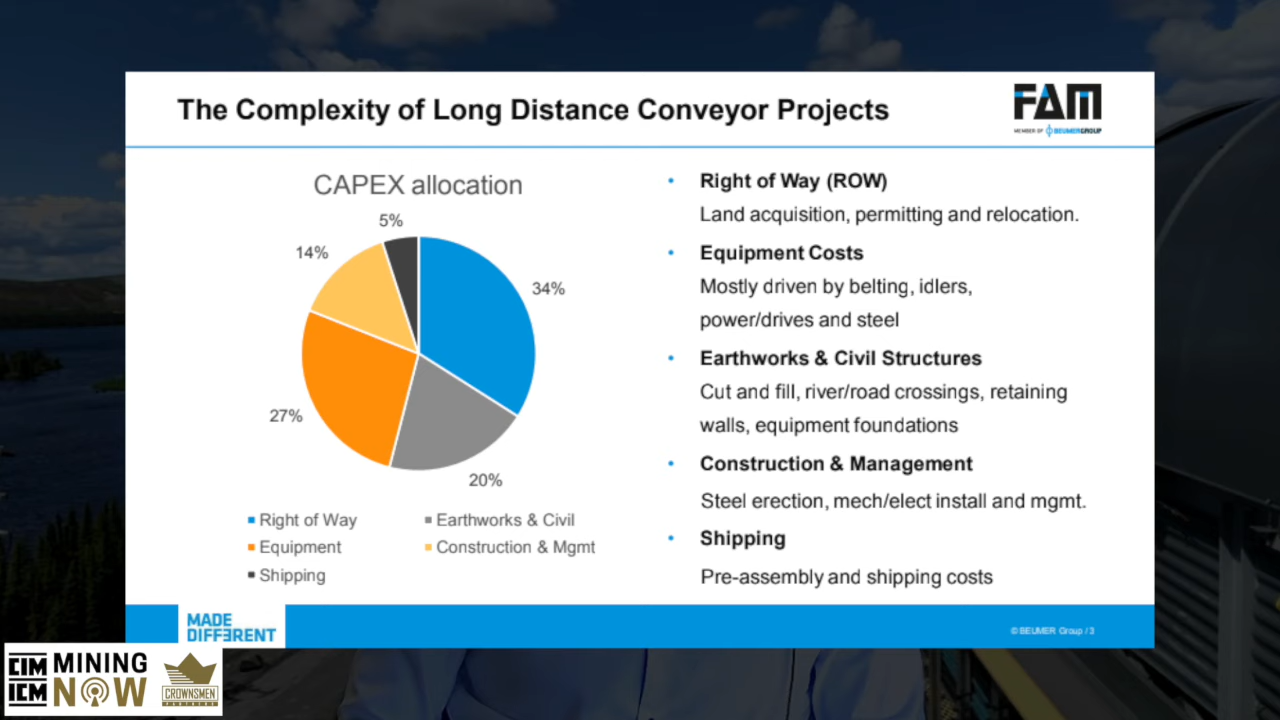 The Complexity of Long Distance Conveyor Projects
FAM
MEMBER OF BEUMERGROUP
CAPEX allocation
5%
14%
34%
27%
20%
Right of Way
Earthworks & Civil
Equipment
Construction & Mgmt
Shipping
• Right of Way (ROW)
Land acquisition, permitting and relocation.
• Equipment Costs
Mostly driven by belting, idlers,
power/drives and steel
• Earthworks & Civil Structures
Cut and fill, river/road crossings, retaining
walls, equipment foundations
• Construction & Management
Steel erection, mech/elect install and mgmt.
• Shipping
Pre-assembly and shipping costs
MADE
DIFFERENT
© BEUMER Group / 3
CIM
ICM
MINING
NOW
CROWNSMEN
PARTNERS